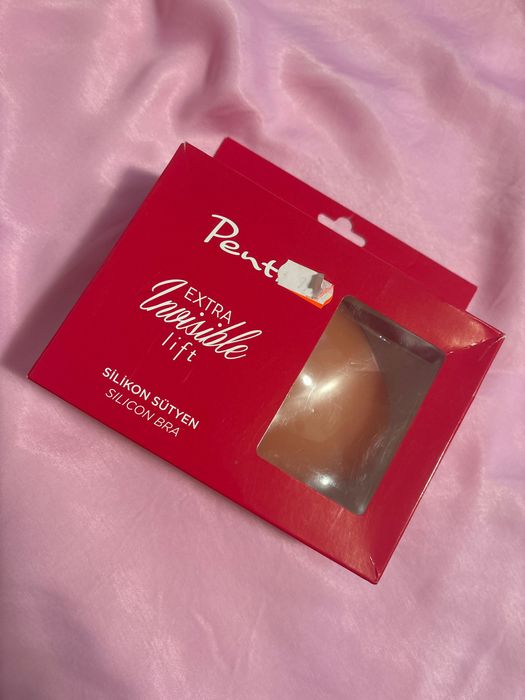 Pent
EXTRA
Invisible
lift
SİLİKON SÜTYEN
SILICON BRA